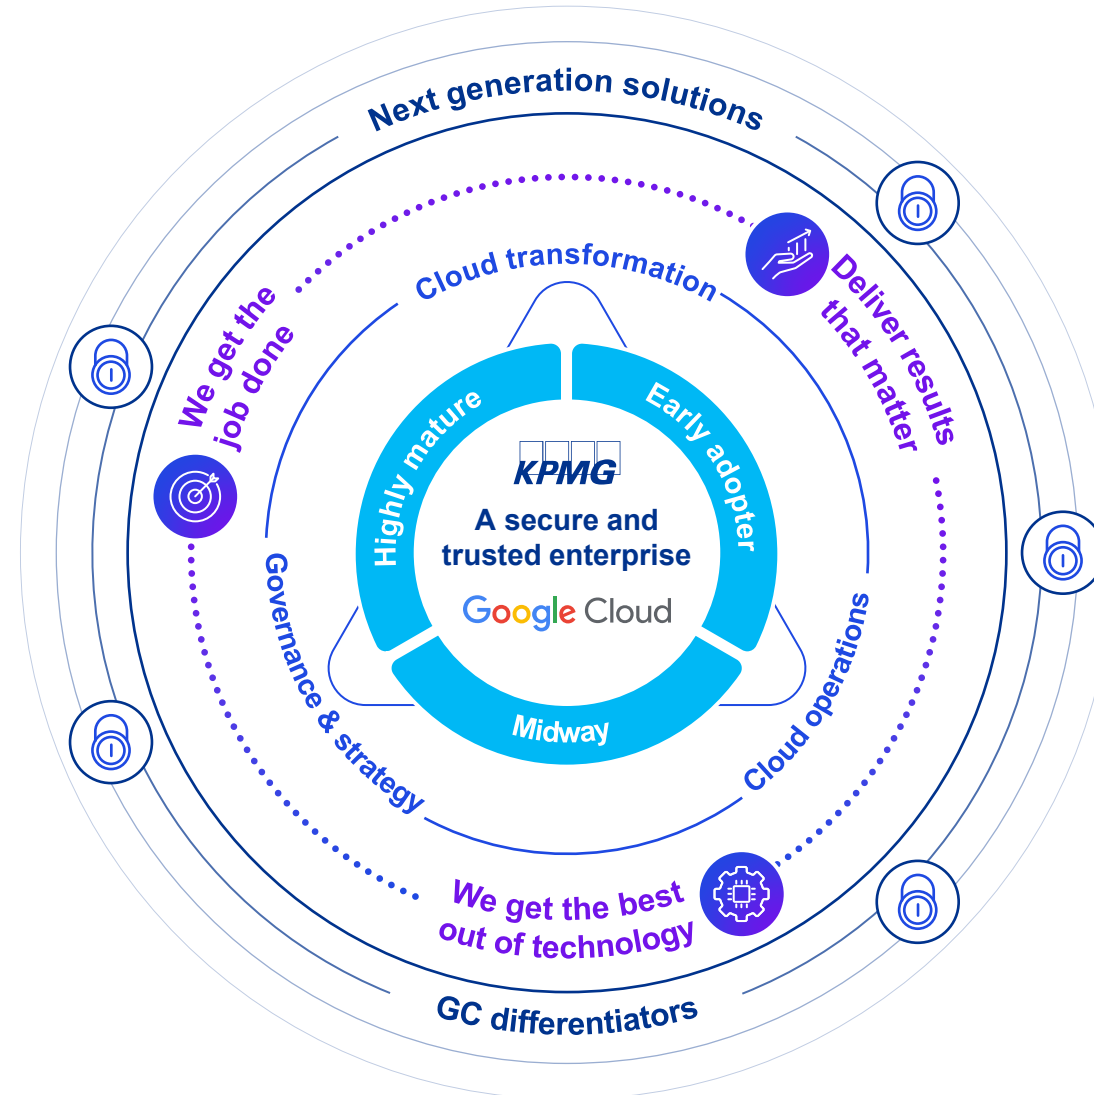 Next generation solutions
Cloud transformation
Deliver results
that matter
We get the
job done
Highly mature
Early adopter
KPMG
A secure and
trusted enterprise
Google Cloud
Governance & strategy
Cloud operations
Midway
We get the best
out of technology
GC differentiators